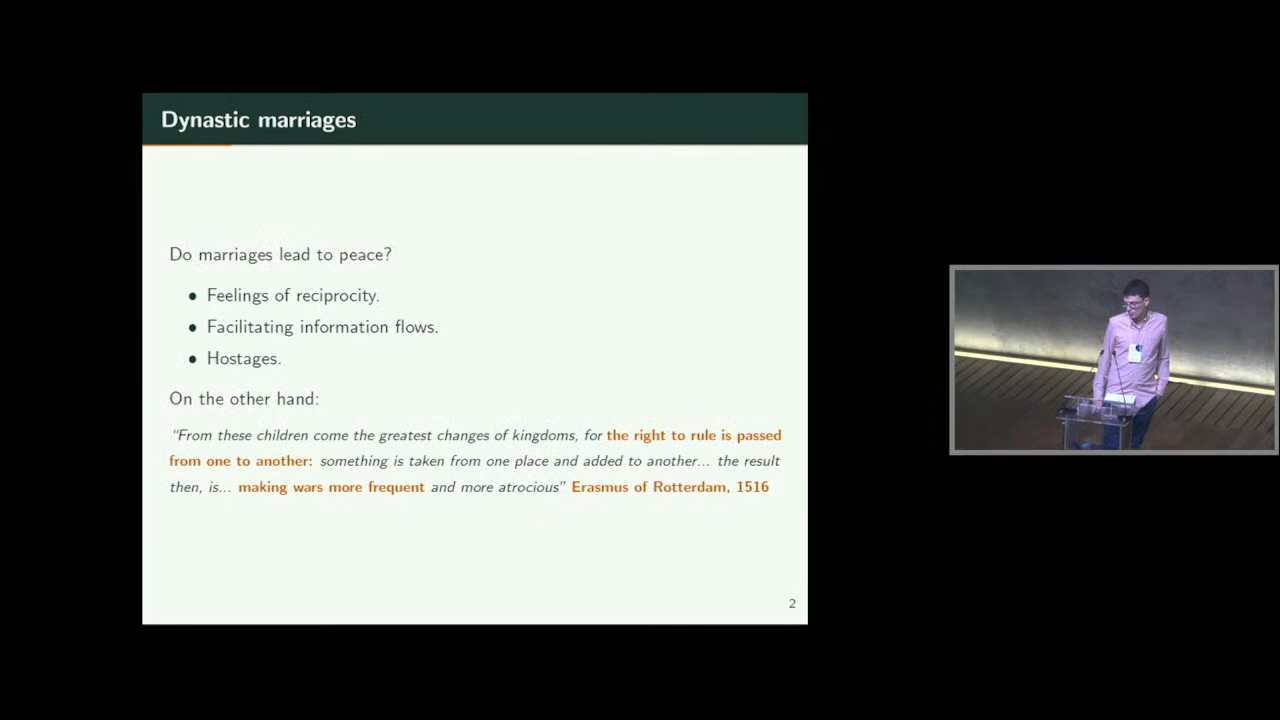 Dynastic marriages
Do marriages lead to peace?
• Feelings of reciprocity.
• Facilitating information flows.
• Hostages.
On the other hand:
“From these children come the greatest changes of kingdoms, for the right to rule is passed
from one to another: something is taken from one place and added to another... the result
then, is... making wars more frequent and more atrocious” Erasmus of Rotterdam, 1516
2